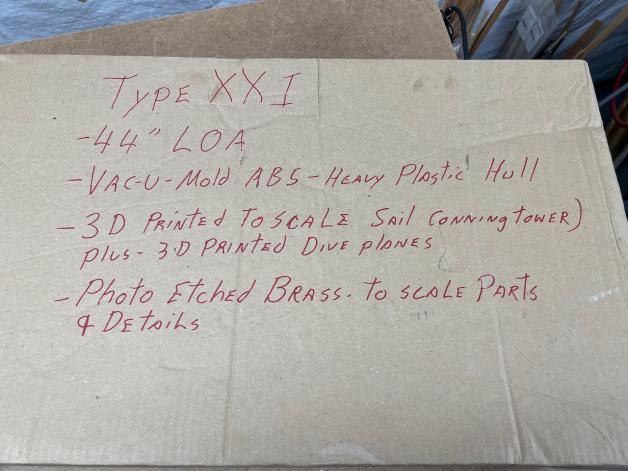 Type XXI
-44" LOA
-VAC-U-Mold ABS-Heavy Plastic Hull
-3D Printed To SCALE Sail (onning tower)
plus-3-D PRinted Dive planes
-Photo Etched BRASS-to SCALE PARts
& Details